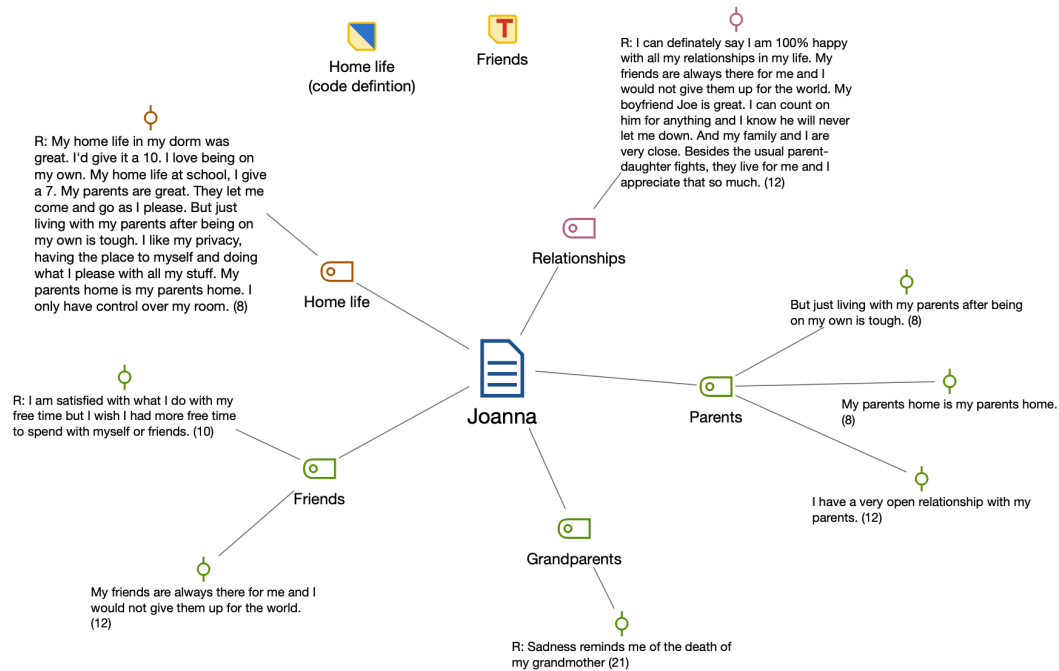 T
Home life
(code defintion)
Friends
R: I can definately say I am 100% happy
with all my relationships in my life. My
friends are always there for me and I
would not give them up for the world. My
boyfriend Joe is great. I can count on
him for anything and I know he will never
let me down. And my family and I are
very close. Besides the usual parent-
daughter fights, they live for me and I
appreciate that so much. (12)
R: My home life in my dorm was
great. I'd give it a 10. I love being on
my own. My home life at school, I give
a 7. My parents are great. They let me
come and go as I please. But just
living with my parents after being on
my own is tough. I like my privacy,
having the place to myself and doing
what I please with all my stuff. My
parents home is my parents home. I
only have control over my room. (8)
Relationships
Home life
But just living with my parents after being
on my own is tough. (8)
Joanna
Parents
My parents home is my parents home.
(8)
R: I am satisfied with what I do with my
free time but I wish I had more free time
to spend with myself or friends. (10)
Friends
I have a very open relationship with my
parents. (12)
Grandparents
My friends are always there for me and I
would not give them up for the world.
(12)
R: Sadness reminds me of the death of
my grandmother (21)